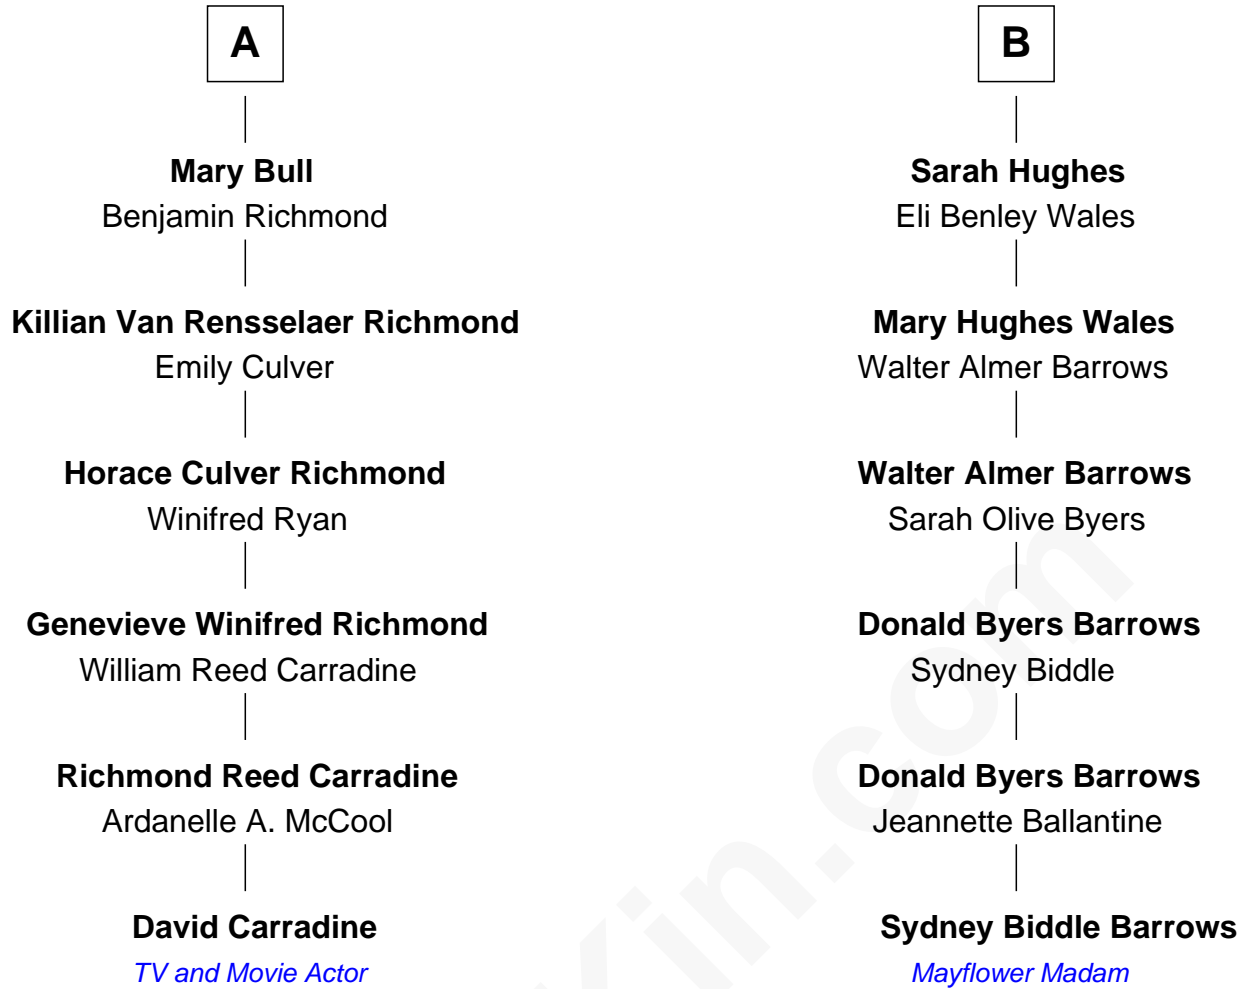 A
Mary Bull
Benjamin Richmond
Killian Van Rensselaer Richmond
Emily Culver
Horace Culver Richmond
Winifred Ryan
Genevieve Winifred Richmond
William Reed Carradine
Richmond Reed Carradine
Ardanelle A. McCool
David Carradine
TV and Movie Actor
B
Sarah Hughes
Eli Benley Wales
Mary Hughes Wales
Walter Almer Barrows
Walter Almer Barrows
Sarah Olive Byers
Donald Byers Barrows
Sydney Biddle
Donald Byers Barrows
Jeannette Ballantine
Sydney Biddle Barrows
Mayflower Madam
Kin.com